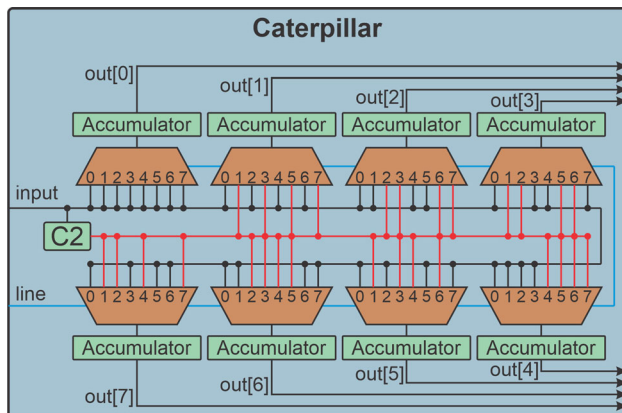 Caterpillar
out[0]
out[1]
out[2]
out[3]
Accumulator Accumulator Accumulator Accumulator
0 1 2 3 4 5 6 7 0 1 2 3 4 5 6 7 0 1 2 3 4 5 6 7 0 1 2 3 4 5 6 7
input
C2
line
0 1 2 3 4 5 6 7 0 1 2 3 4 5 6 7 0 1 2 3 4 5 6 7 0 1 2 3 4 5 6 7
Accumulator Accumulator Accumulator Accumulator
out[7]
out[6]
out[5]
out[4]